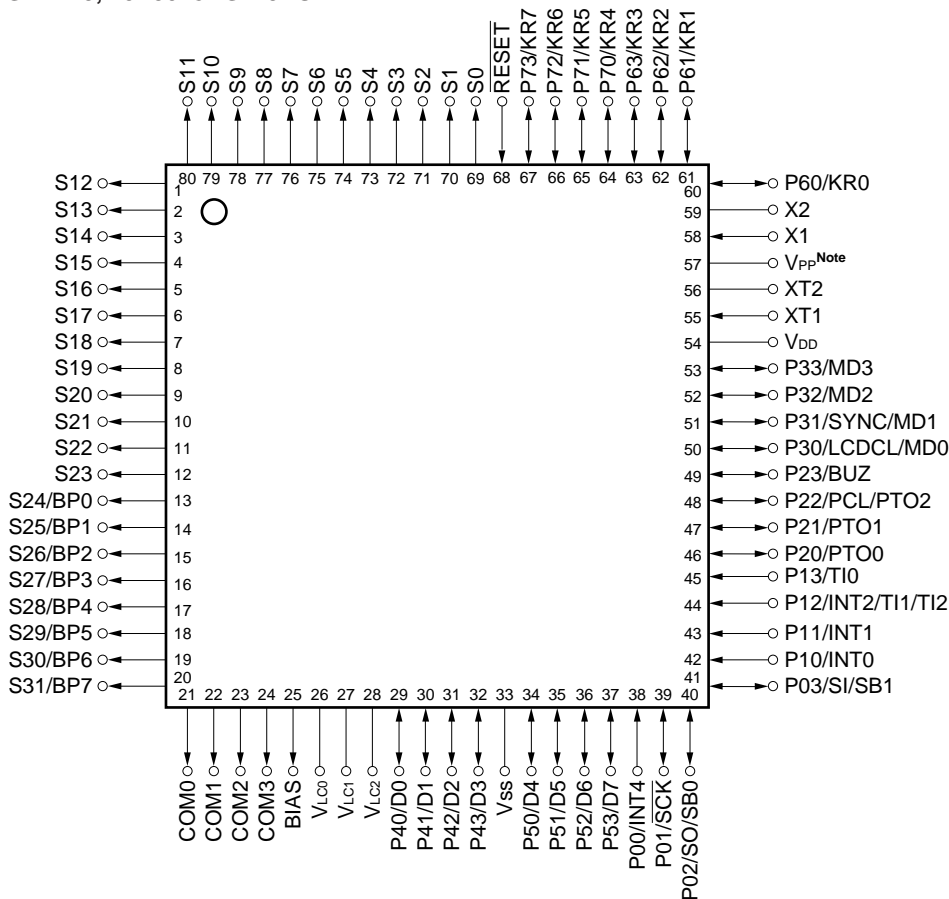 S11
S10
S9
S8
S7
S6
S5
S4
S3
S2
S1
S0
RESET
P73/KR7
P72/KR6
P71/KR5
P70/KR4
P63/KR3
P62/KR2
P61/KR1
80 79 78 77 76 75 74 73 72 71 70 69 68 67 66 65 64 63 62 61
S12 1
S13 2
S14 3
S15 4
S16 5
S17 6
S18 7
S19 8
S20 9
S21 10
S22 11
S23 12
S24/BP0 13
S25/BP1 14
S26/BP2 15
S27/BP3 16
S28/BP4 17
S29/BP5 18
S30/BP6 19
S31/BP7 20
60 P60/KR0
59 X2
58 X1
57 VPP Note
56 XT2
55 XT1
54 VDD
53 P33/MD3
52 P32/MD2
51 P31/SYNC/MD1
50 P30/LCDCL/MD0
49 P23/BUZ
48 P22/PCL/PTO2
47 P21/PTO1
46 P20/PTO0
45 P13/TI0
44 P12/INT2/TI1/TI2
43 P11/INT1
42 P10/INT0
41 P03/SI/SB1
21 22 23 24 25 26 27 28 29 30 31 32 33 34 35 36 37 38 39 40
COM0
COM1
COM2
COM3
BIAS
VLC0
VLC1
VLC2
P40/D0
P41/D1
P42/D2
P43/D3
Vss
P50/D4
P51/D5
P52/D6
P53/D7
P00/INT4
P01/SCK
P02/SO/SB0